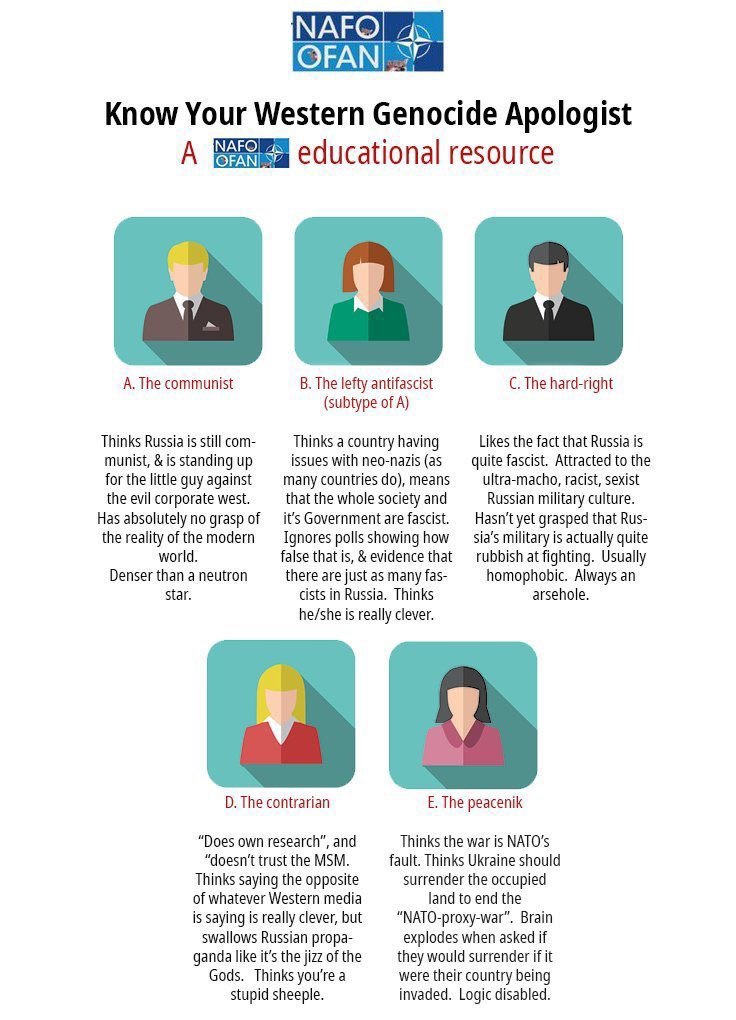 NAFO
OFAN
Know Your Western Genocide Apologist
A NAFO OFAN educational resource
A. The communist
Thinks Russia is still com-
munist, & is standing up
for the little guy against
the evil corporate west.
Has absolutely no grasp of
the reality of the modern
world.
Denser than a neutron
star.
B. The lefty antifascist
(subtype of A)
Thinks a country having
issues with neo-nazis (as
many countries do), means
that the whole society and
it’s Government are fascist.
Ignores polls showing how
false that is, & evidence that
there are just as many fas-
cists in Russia. Thinks
he/she is really clever.
C. The hard-right
Likes the fact that Russia is
quite fascist. Attracted to the
ultra-macho, racist, sexist
Russian military culture.
Hasn’t yet grasped that Rus-
sia’s military is actually quite
rubbish at fighting. Usually
homophobic. Always an
arsehole.
D. The contrarian
“Does own research”, and
“doesn’t trust the MSM.
Thinks saying the opposite
of whatever Western media
is saying is really clever, but
swallows Russian propa-
ganda like it’s the jizz of the
Gods. Thinks you’re a
stupid sheeple.
E. The peacenik
Thinks the war is NATO’s
fault. Thinks Ukraine should
surrender the occupied
land to end the
“NATO-proxy-war”. Brain
explodes when asked if
they would surrender if it
were their country being
invaded. Logic disabled.